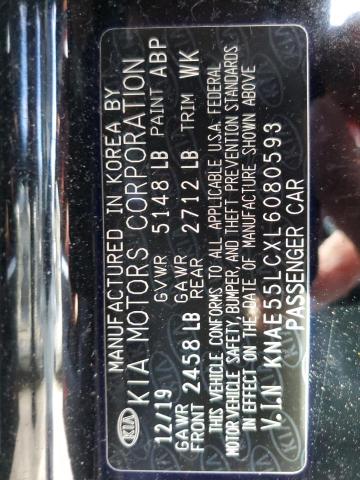 MANUFACTURED IN KOREA BY
KIA KIA MOTORS CORPORATION
12/19 GVWR 5148 LB PAINT ABP
GAWR FRONT 2458 LB GAWR REAR 2712 LB TRIM WK
THIS VEHICLE CONFORMS TO ALL APPLICABLE U.S.A. FEDERAL
MOTOR VEHICLE SAFETY, BUMPER, AND THEFT PREVENTION STANDARDS
IN EFFECT ON THE DATE OF MANUFACTURE SHOWN ABOVE
V.I.N KNAE55LCXL6080593
PASSENGER CAR